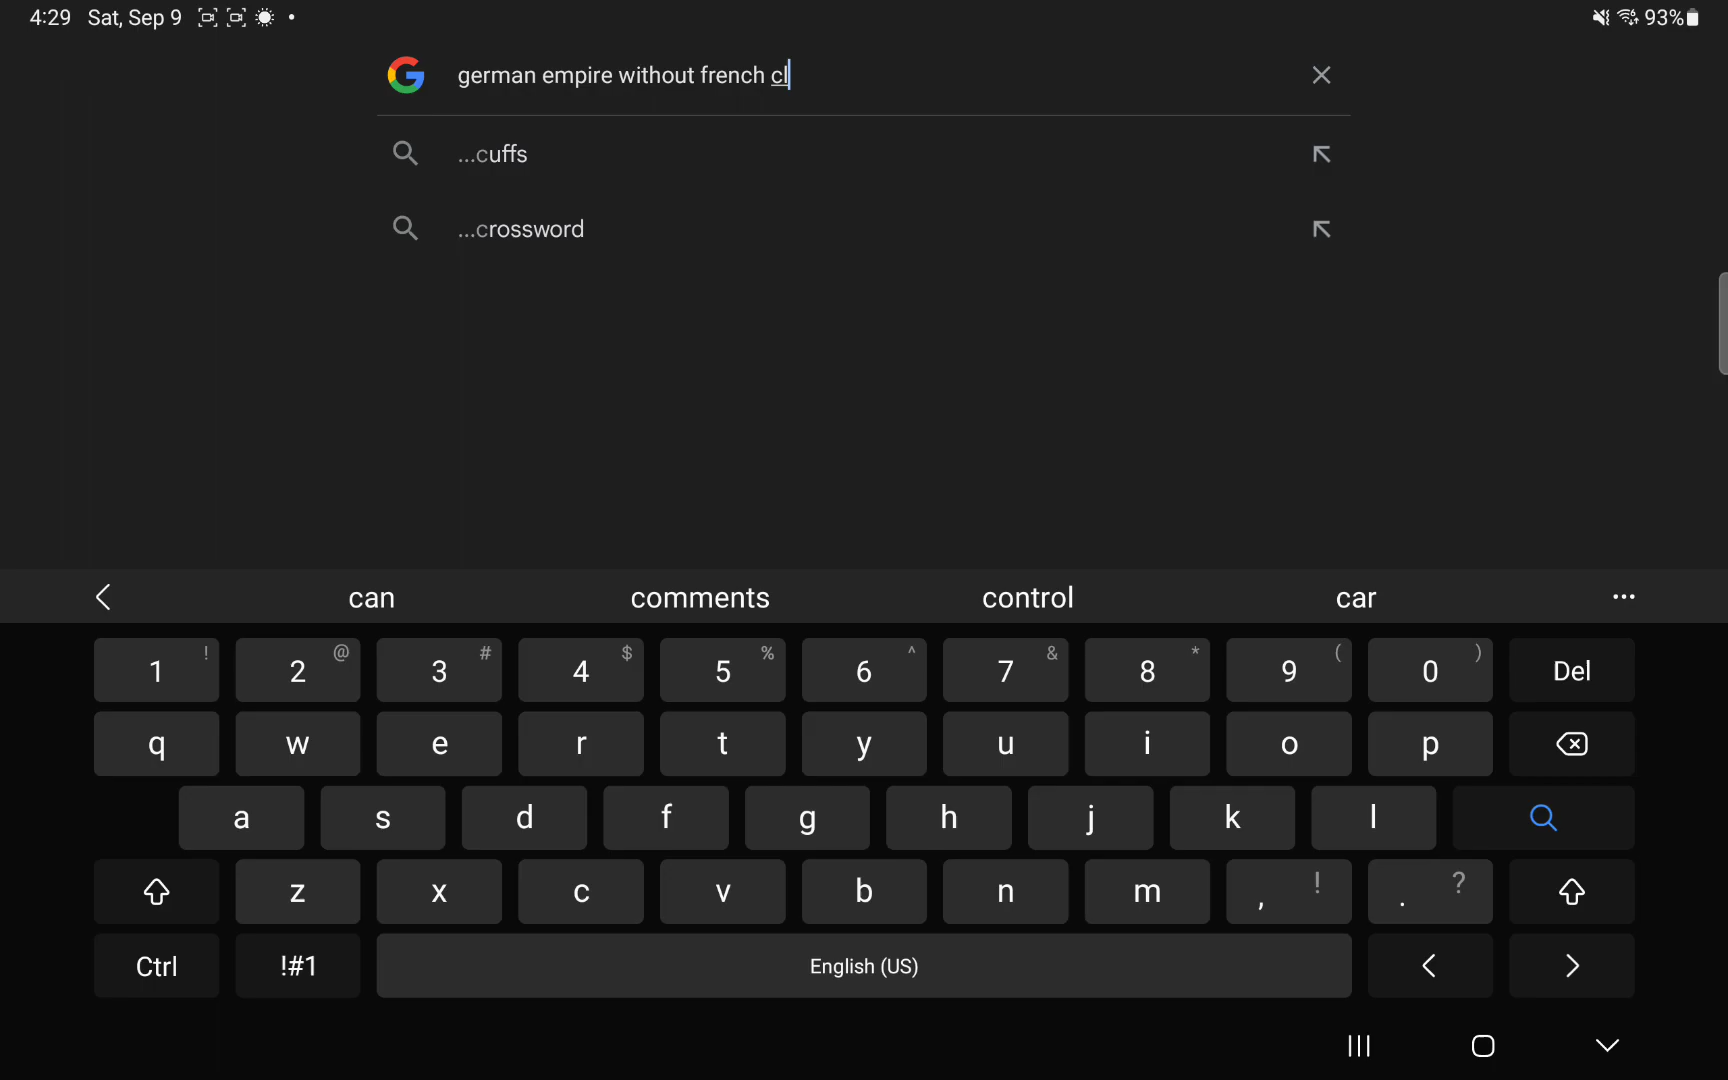 4:29 Sat, Sep 9 • 93%
german empire without french cl
...cuffs
...crossword
can comments control car ...
1 ! 2 @ 3 # 4 $ 5 % 6 ^ 7 & 8 * 9 ( 0 ) Del
q w e r t y u i o p
a s d f g h j k l
z x c v b n m , ! . ?
Ctrl !#1 English (US) < >